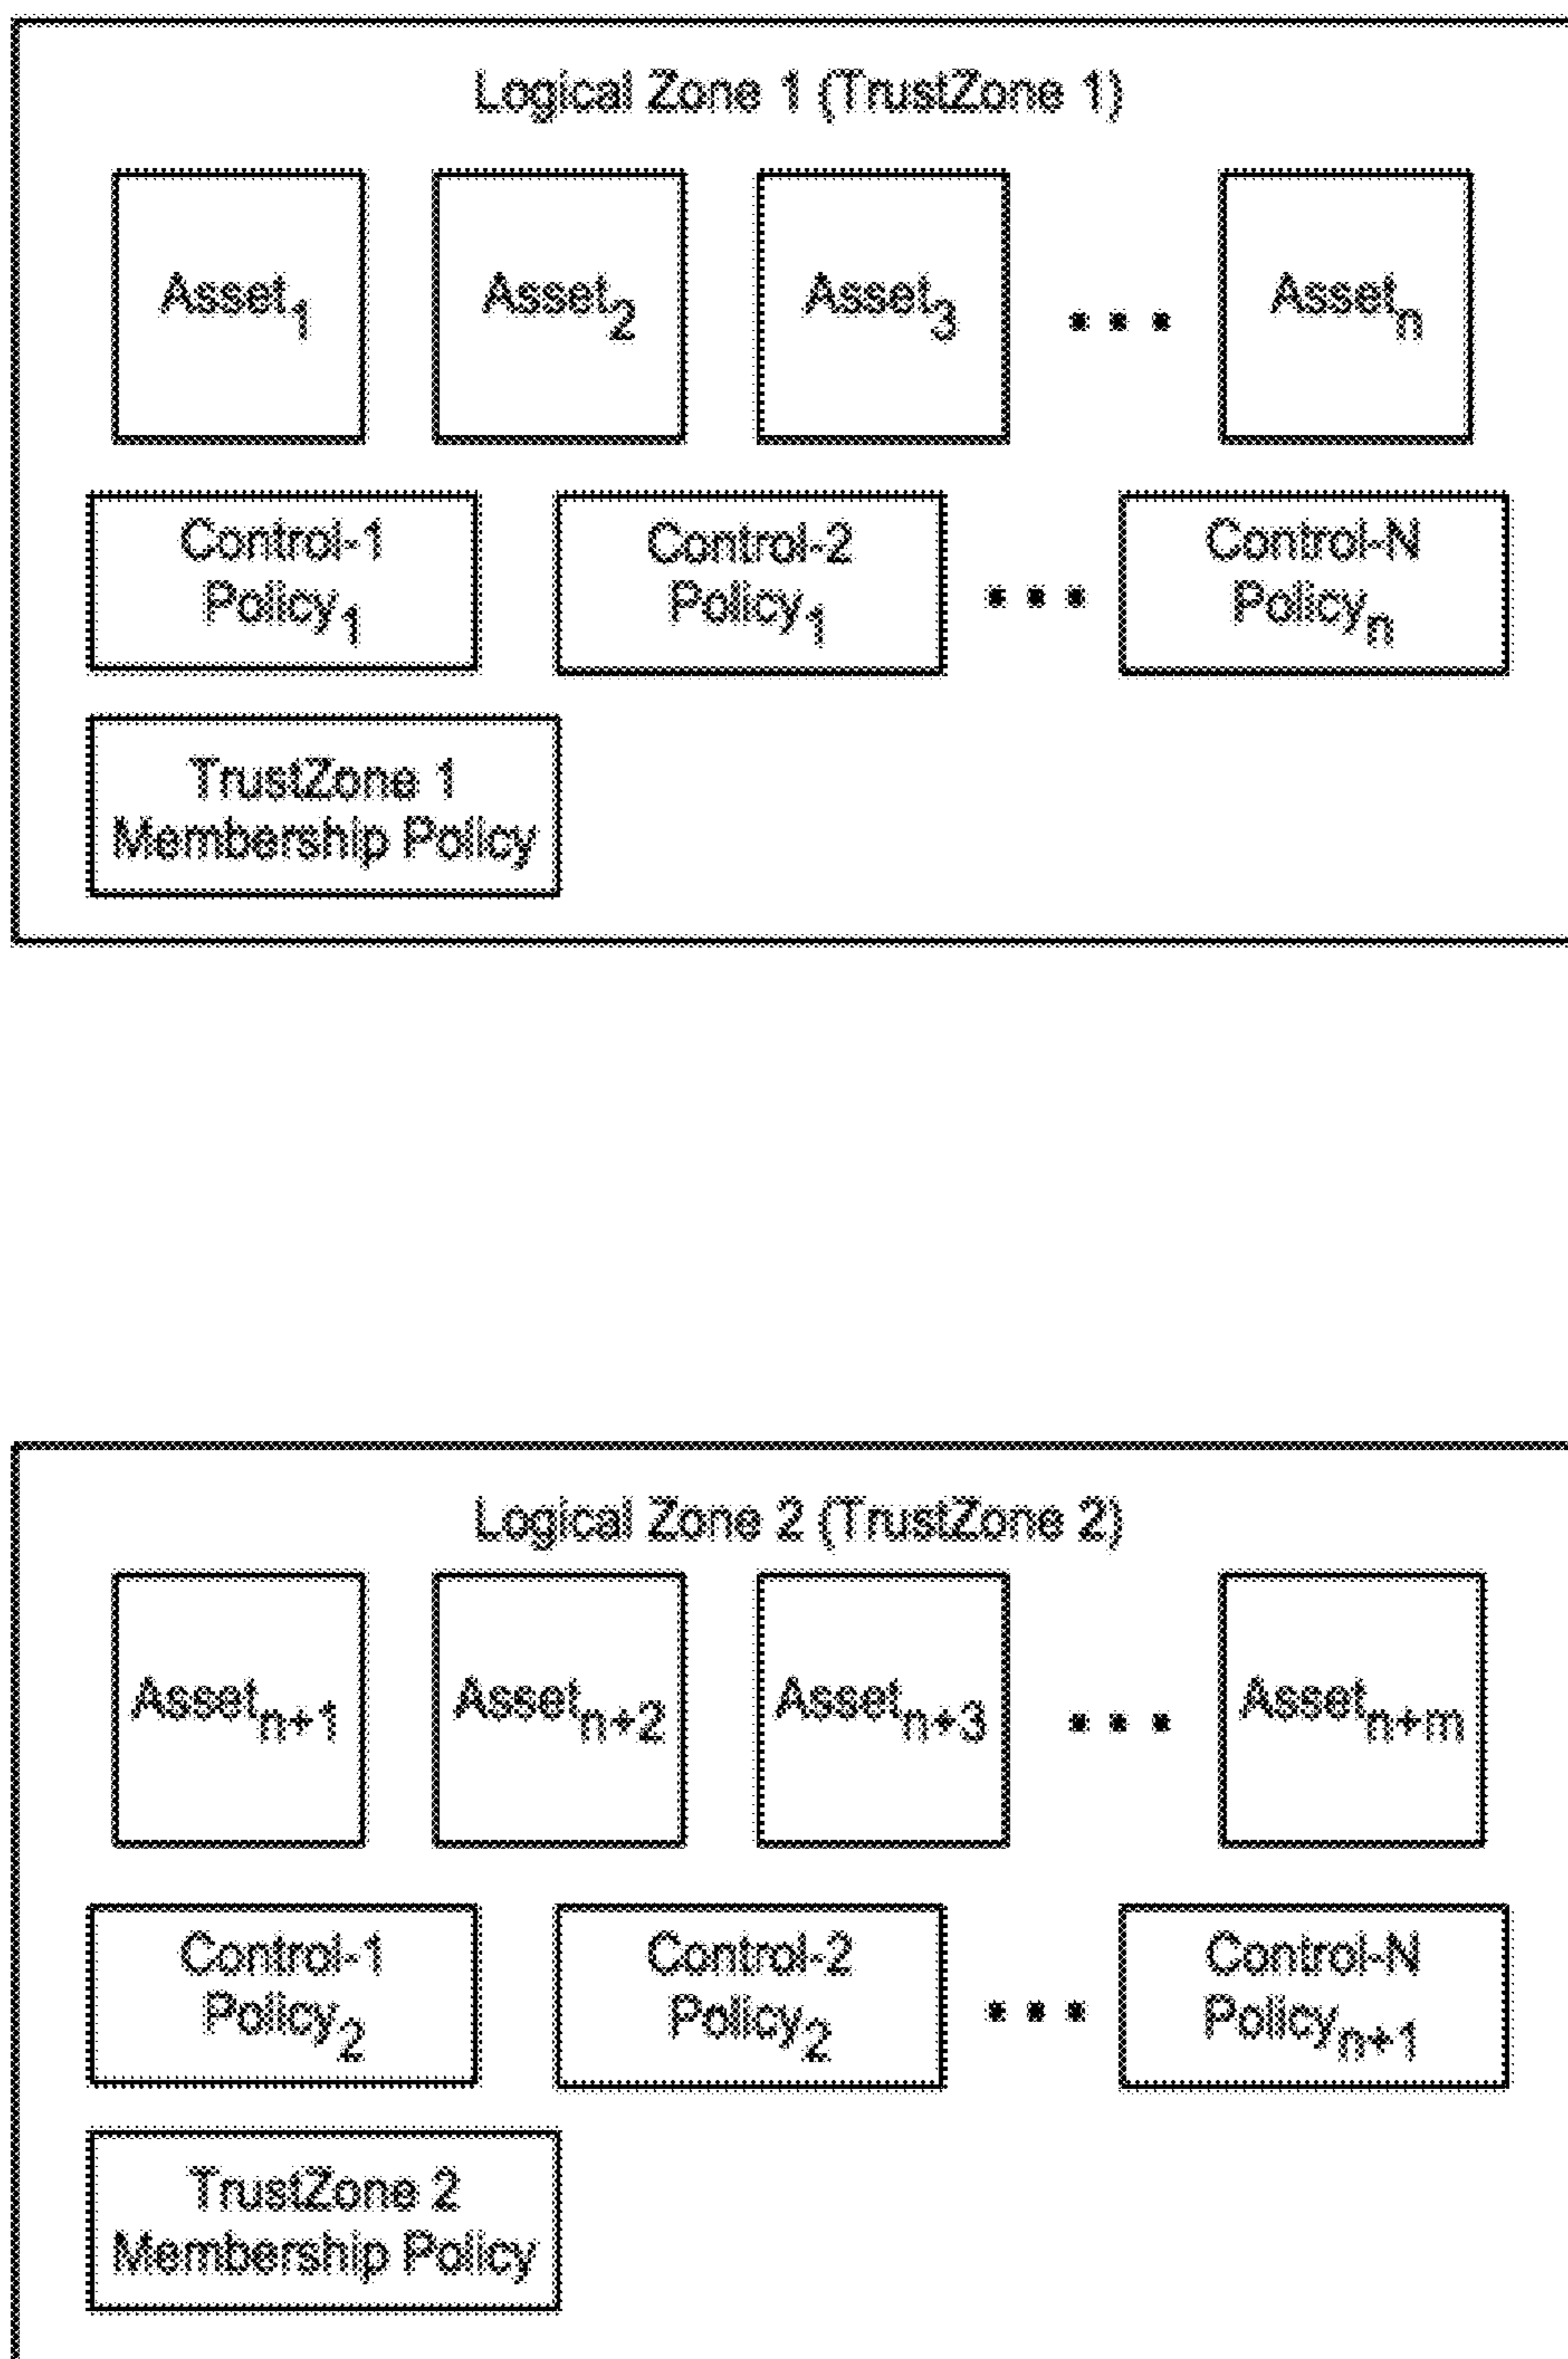 Logical Zone 1 (TrustZone 1)
Asset1 Asset2 Asset3 ... Assetn
Control-1 Control-2 Control-N
Policy1 Policy1 ... Policyn
TrustZone 1
Membership Policy
Logical Zone 2 (TrustZone 2)
Assetn+1 Assetn+2 Assetn+3 ... Assetn+m
Control-1 Control-2 Control-N
Policy2 Policy2 ... Policyn+1
TrustZone 2
Membership Policy